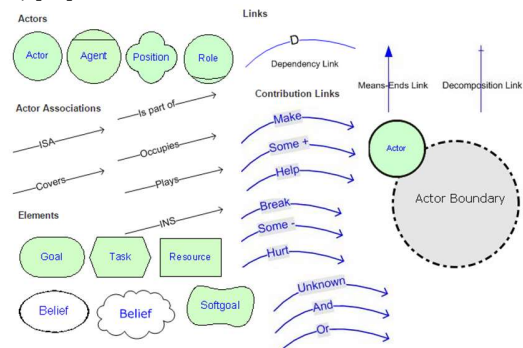 Actors
Actor
Agent
Position
Role
Actor Associations
ISA
Is part of
Covers
Occupies
Plays
INS
Elements
Goal
Task
Resource
Belief
Belief
Softgoal
Links
D
Dependency Link
Means-Ends Link
Decomposition Link
Contribution Links
Make
Some +
Help
Break
Some -
Hurt
Unknown
And
Or
Actor
Actor Boundary